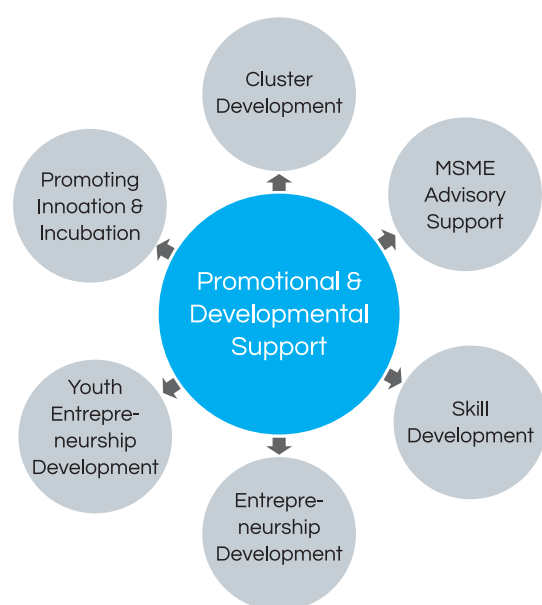 Cluster
Development
MSME
Advisory
Support
Promoting
Innoation &
Incubation
Promotional &
Developmental
Support
Skill
Development
Youth
Entrepre-
neurship
Development
Entrepre-
neurship
Development